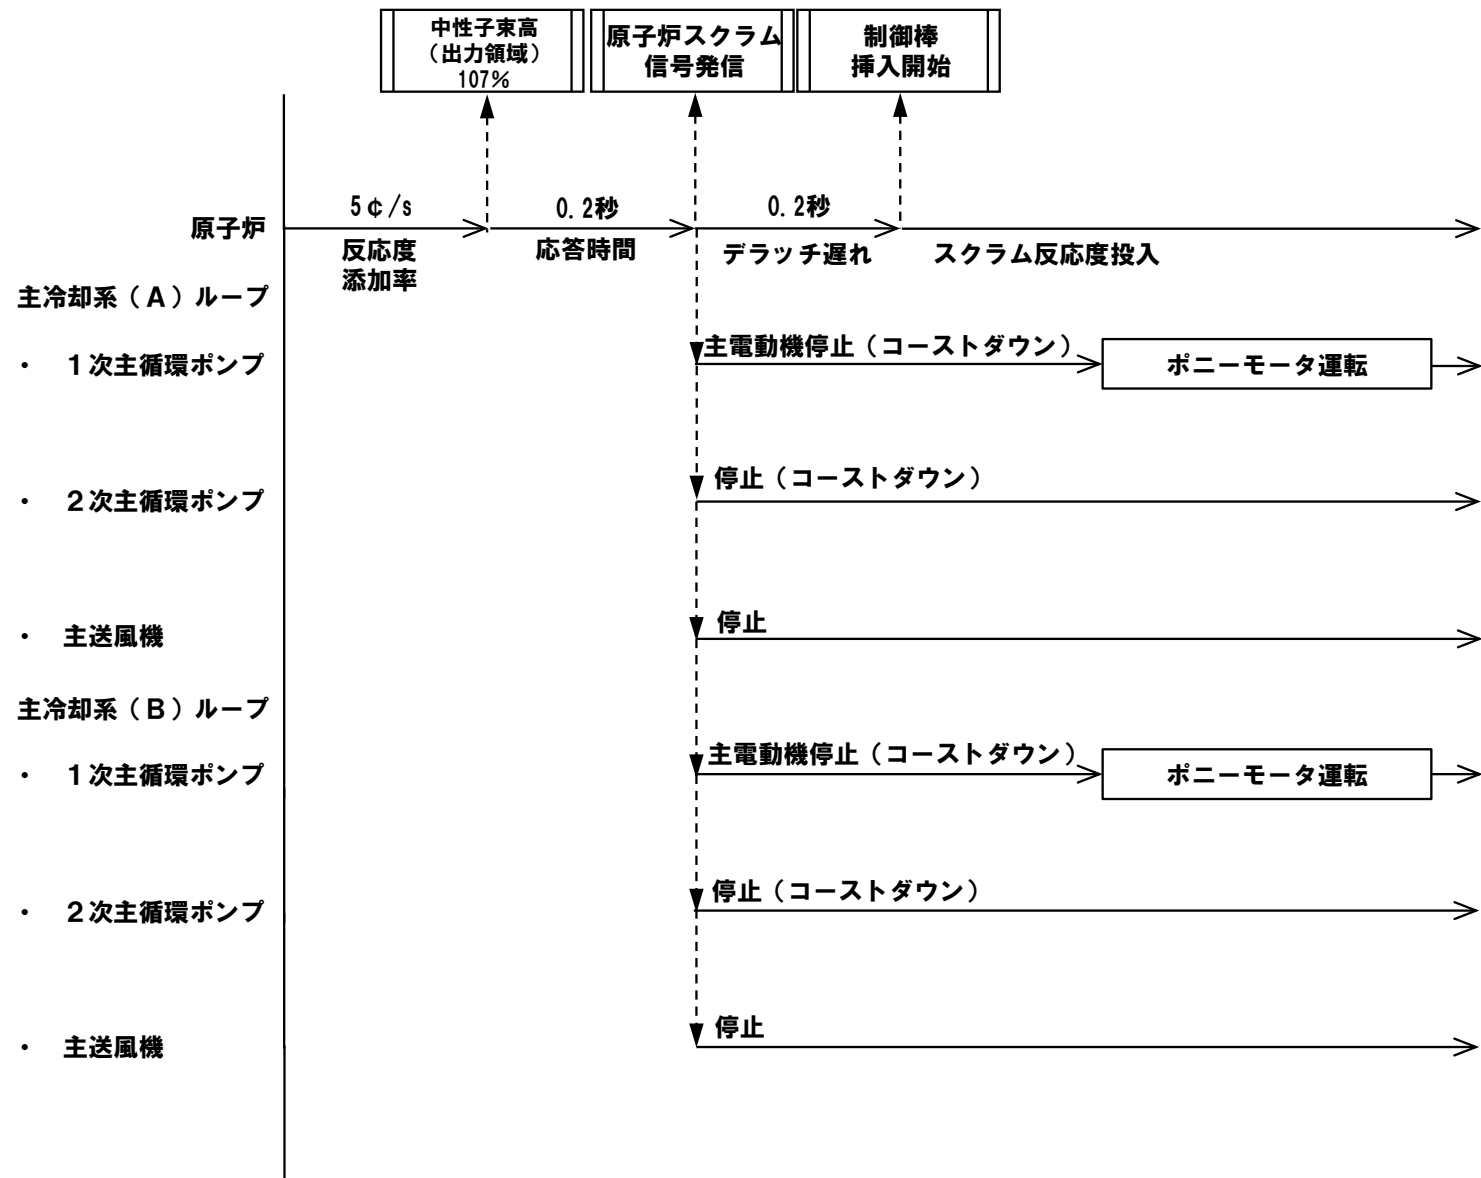 中性子束高
（出力領域）
107％
原子炉スクラム
信号発信
制御棒
挿入開始
原子炉
5￠/s
反応度
添加率
0.2秒
応答時間
0.2秒
デラッチ遅れ
スクラム反応度投入
主冷却系（Ａ）ループ
・ １次主循環ポンプ
主電動機停止（コーストダウン）
ポニーモータ運転
・ ２次主循環ポンプ
停止（コーストダウン）
・ 主送風機
停止
主冷却系（Ｂ）ループ
・ １次主循環ポンプ
主電動機停止（コーストダウン）
ポニーモータ運転
・ ２次主循環ポンプ
停止（コーストダウン）
・ 主送風機
停止